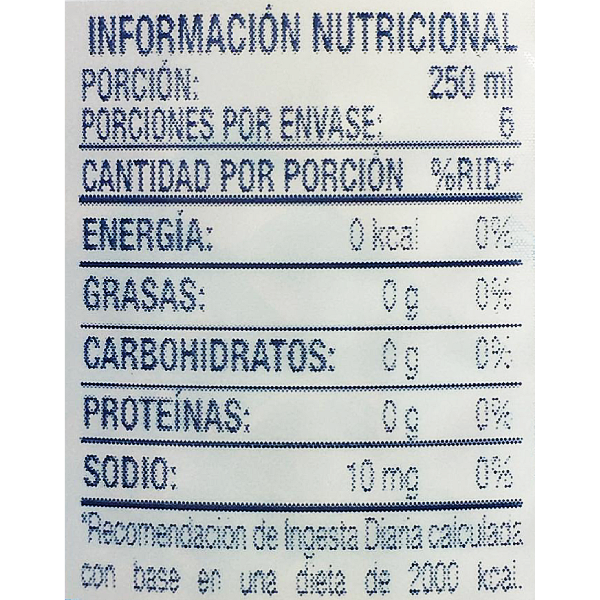 INFORMACIÓN NUTRICIONAL
PORCIÓN: 250 ml
PORCIONES POR ENVASE: 6
CANTIDAD POR PORCIÓN %RID*
ENERGÍA: 0 kcal 0%
GRASAS: 0 g 0%
CARBOHIDRATOS: 0 g 0%
PROTEÍNAS: 0 g 0%
SODIO: 10 mg 0%
*Recomendación de Ingesta Diaria calculada
con base en una dieta de 2000 kcal.